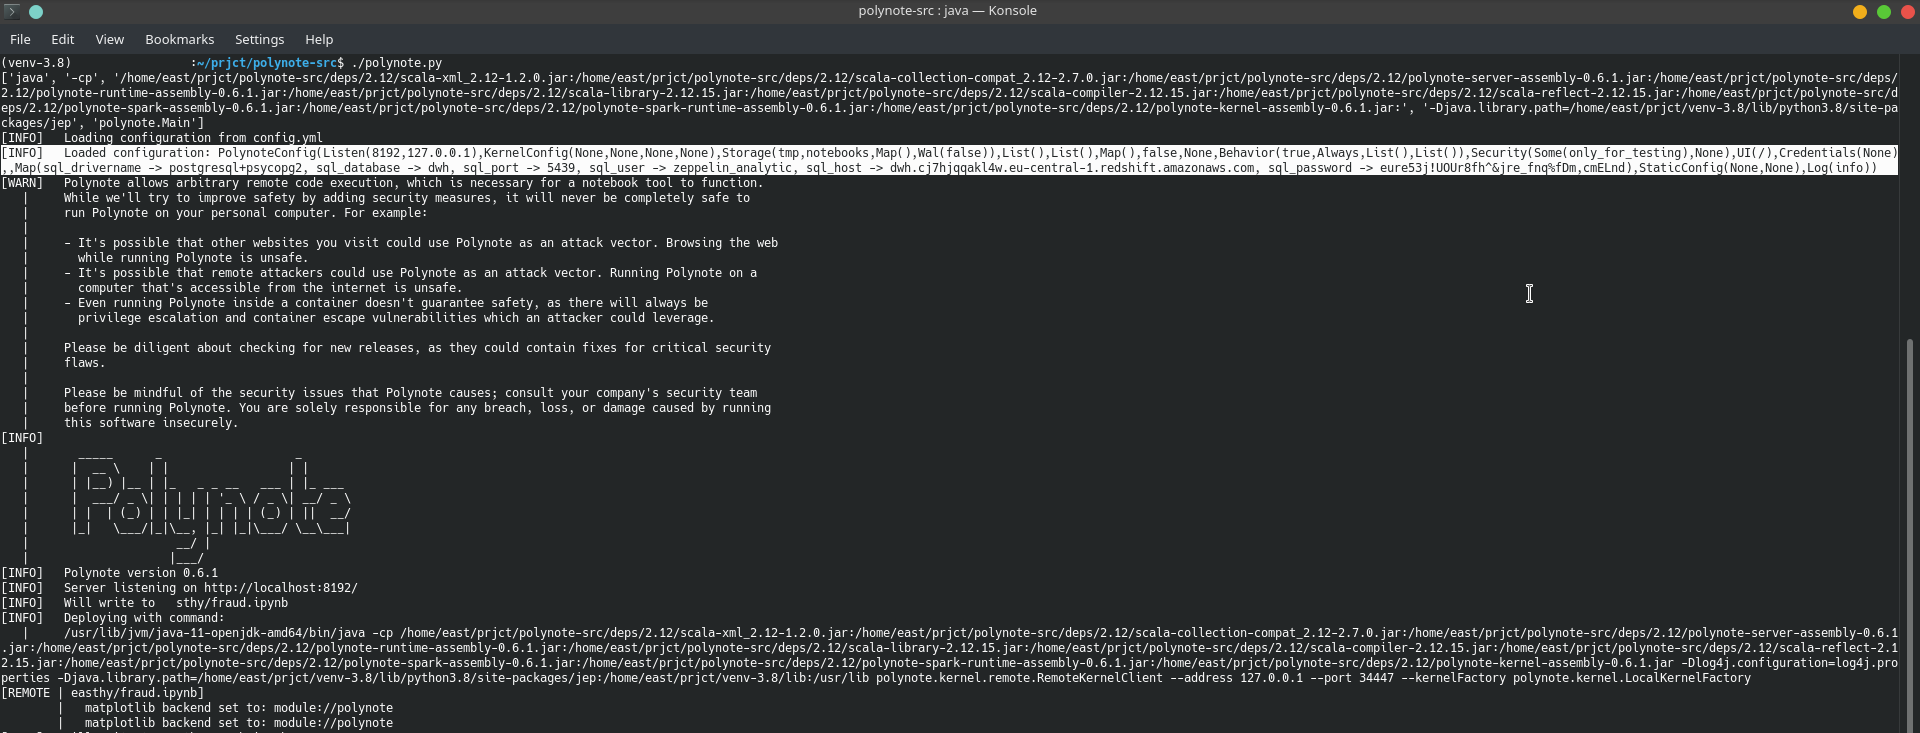 polynote-src : java — Konsole
File Edit View Bookmarks Settings Help
(venv-3.8) :~/prjct/polynote-src$ ./polynote.py
['java', '-cp', '/home/east/prjct/polynote-src/deps/2.12/scala-xml_2.12-1.2.0.jar:/home/east/prjct/polynote-src/deps/2.12/scala-collection-compat_2.12-2.7.0.jar:/home/east/prjct/polynote-src/deps/2.12/polynote-server-assembly-0.6.1.jar:/home/east/prjct/polynote-src/deps/
2.12/polynote-runtime-assembly-0.6.1.jar:/home/east/prjct/polynote-src/deps/2.12/scala-library-2.12.15.jar:/home/east/prjct/polynote-src/deps/2.12/scala-compiler-2.12.15.jar:/home/east/prjct/polynote-src/deps/2.12/scala-reflect-2.12.15.jar:/home/east/prjct/polynote-src/d
eps/2.12/polynote-spark-assembly-0.6.1.jar:/home/east/prjct/polynote-src/deps/2.12/polynote-spark-runtime-assembly-0.6.1.jar:/home/east/prjct/polynote-src/deps/2.12/polynote-kernel-assembly-0.6.1.jar:', '-Djava.library.path=/home/east/prjct/venv-3.8/lib/python3.8/site-pa
ckages/jep', 'polynote.Main']
[INFO] Loading configuration from config.yml
[INFO] Loaded configuration: PolynoteConfig(Listen(8192,127.0.0.1),KernelConfig(None,None,None,None),Storage(tmp,notebooks,Map(),Wal(false)),List(),List(),Map(),false,None,Behavior(true,Always,List(),List()),Security(Some(only_for_testing),None),UI(/),Credentials(None)
,,Map(sql_drivername -> postgresql+psycopg2, sql_database -> dwh, sql_port -> 5439, sql_user -> zeppelin_analytic, sql_host -> dwh.cj7hjqqakl4w.eu-central-1.redshift.amazonaws.com, sql_password -> eure53j!UOUr8fh^&jre_fnq%fDm,cmELnd),StaticConfig(None,None),Log(info))
[WARN] Polynote allows arbitrary remote code execution, which is necessary for a notebook tool to function.
| While we'll try to improve safety by adding security measures, it will never be completely safe to
| run Polynote on your personal computer. For example:
|
| - It's possible that other websites you visit could use Polynote as an attack vector. Browsing the web
| while running Polynote is unsafe.
| - It's possible that remote attackers could use Polynote as an attack vector. Running Polynote on a
| computer that's accessible from the internet is unsafe.
| - Even running Polynote inside a container doesn't guarantee safety, as there will always be
| privilege escalation and container escape vulnerabilities which an attacker could leverage.
|
| Please be diligent about checking for new releases, as they could contain fixes for critical security
| flaws.
|
| Please be mindful of the security issues that Polynote causes; consult your company's security team
| before running Polynote. You are solely responsible for any breach, loss, or damage caused by running
| this software insecurely.
[INFO]
Polynote
[INFO] Polynote version 0.6.1
[INFO] Server listening on http://localhost:8192/
[INFO] Will write to sthy/fraud.ipynb
[INFO] Deploying with command:
| /usr/lib/jvm/java-11-openjdk-amd64/bin/java -cp /home/east/prjct/polynote-src/deps/2.12/scala-xml_2.12-1.2.0.jar:/home/east/prjct/polynote-src/deps/2.12/scala-collection-compat_2.12-2.7.0.jar:/home/east/prjct/polynote-src/deps/2.12/polynote-server-assembly-0.6.1
.jar:/home/east/prjct/polynote-src/deps/2.12/polynote-runtime-assembly-0.6.1.jar:/home/east/prjct/polynote-src/deps/2.12/scala-library-2.12.15.jar:/home/east/prjct/polynote-src/deps/2.12/scala-compiler-2.12.15.jar:/home/east/prjct/polynote-src/deps/2.12/scala-reflect-2.1
2.15.jar:/home/east/prjct/polynote-src/deps/2.12/polynote-spark-assembly-0.6.1.jar:/home/east/prjct/polynote-src/deps/2.12/polynote-spark-runtime-assembly-0.6.1.jar:/home/east/prjct/polynote-src/deps/2.12/polynote-kernel-assembly-0.6.1.jar -Dlog4j.configuration=log4j.pro
perties -Djava.library.path=/home/east/prjct/venv-3.8/lib/python3.8/site-packages/jep:/home/east/prjct/venv-3.8/lib:/usr/lib polynote.kernel.remote.RemoteKernelClient --address 127.0.0.1 --port 34447 --kernelFactory polynote.kernel.LocalKernelFactory
[REMOTE | easthy/fraud.ipynb]
| matplotlib backend set to: module://polynote
| matplotlib backend set to: module://polynote